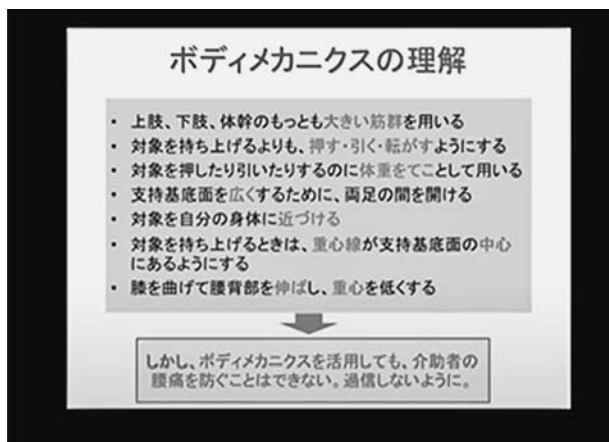 ボディメカニクスの理解
・上肢、下肢、体幹のもっとも大きい筋群を用いる
・対象を持ち上げるよりも、押す・引く・転がすようにする
・対象を押したり引いたりするのに体重をてことして用いる
・支持基底面を広くするために、両足の間を開ける
・対象を自分の身体に近づける
・対象を持ち上げるときは、重心線が支持基底面の中心
にあるようにする
・膝を曲げて腰背部を伸ばし、重心を低くする
しかし、ボディメカニクスを活用しても、介助者の
腰痛を防ぐことはできない。過信しないように。